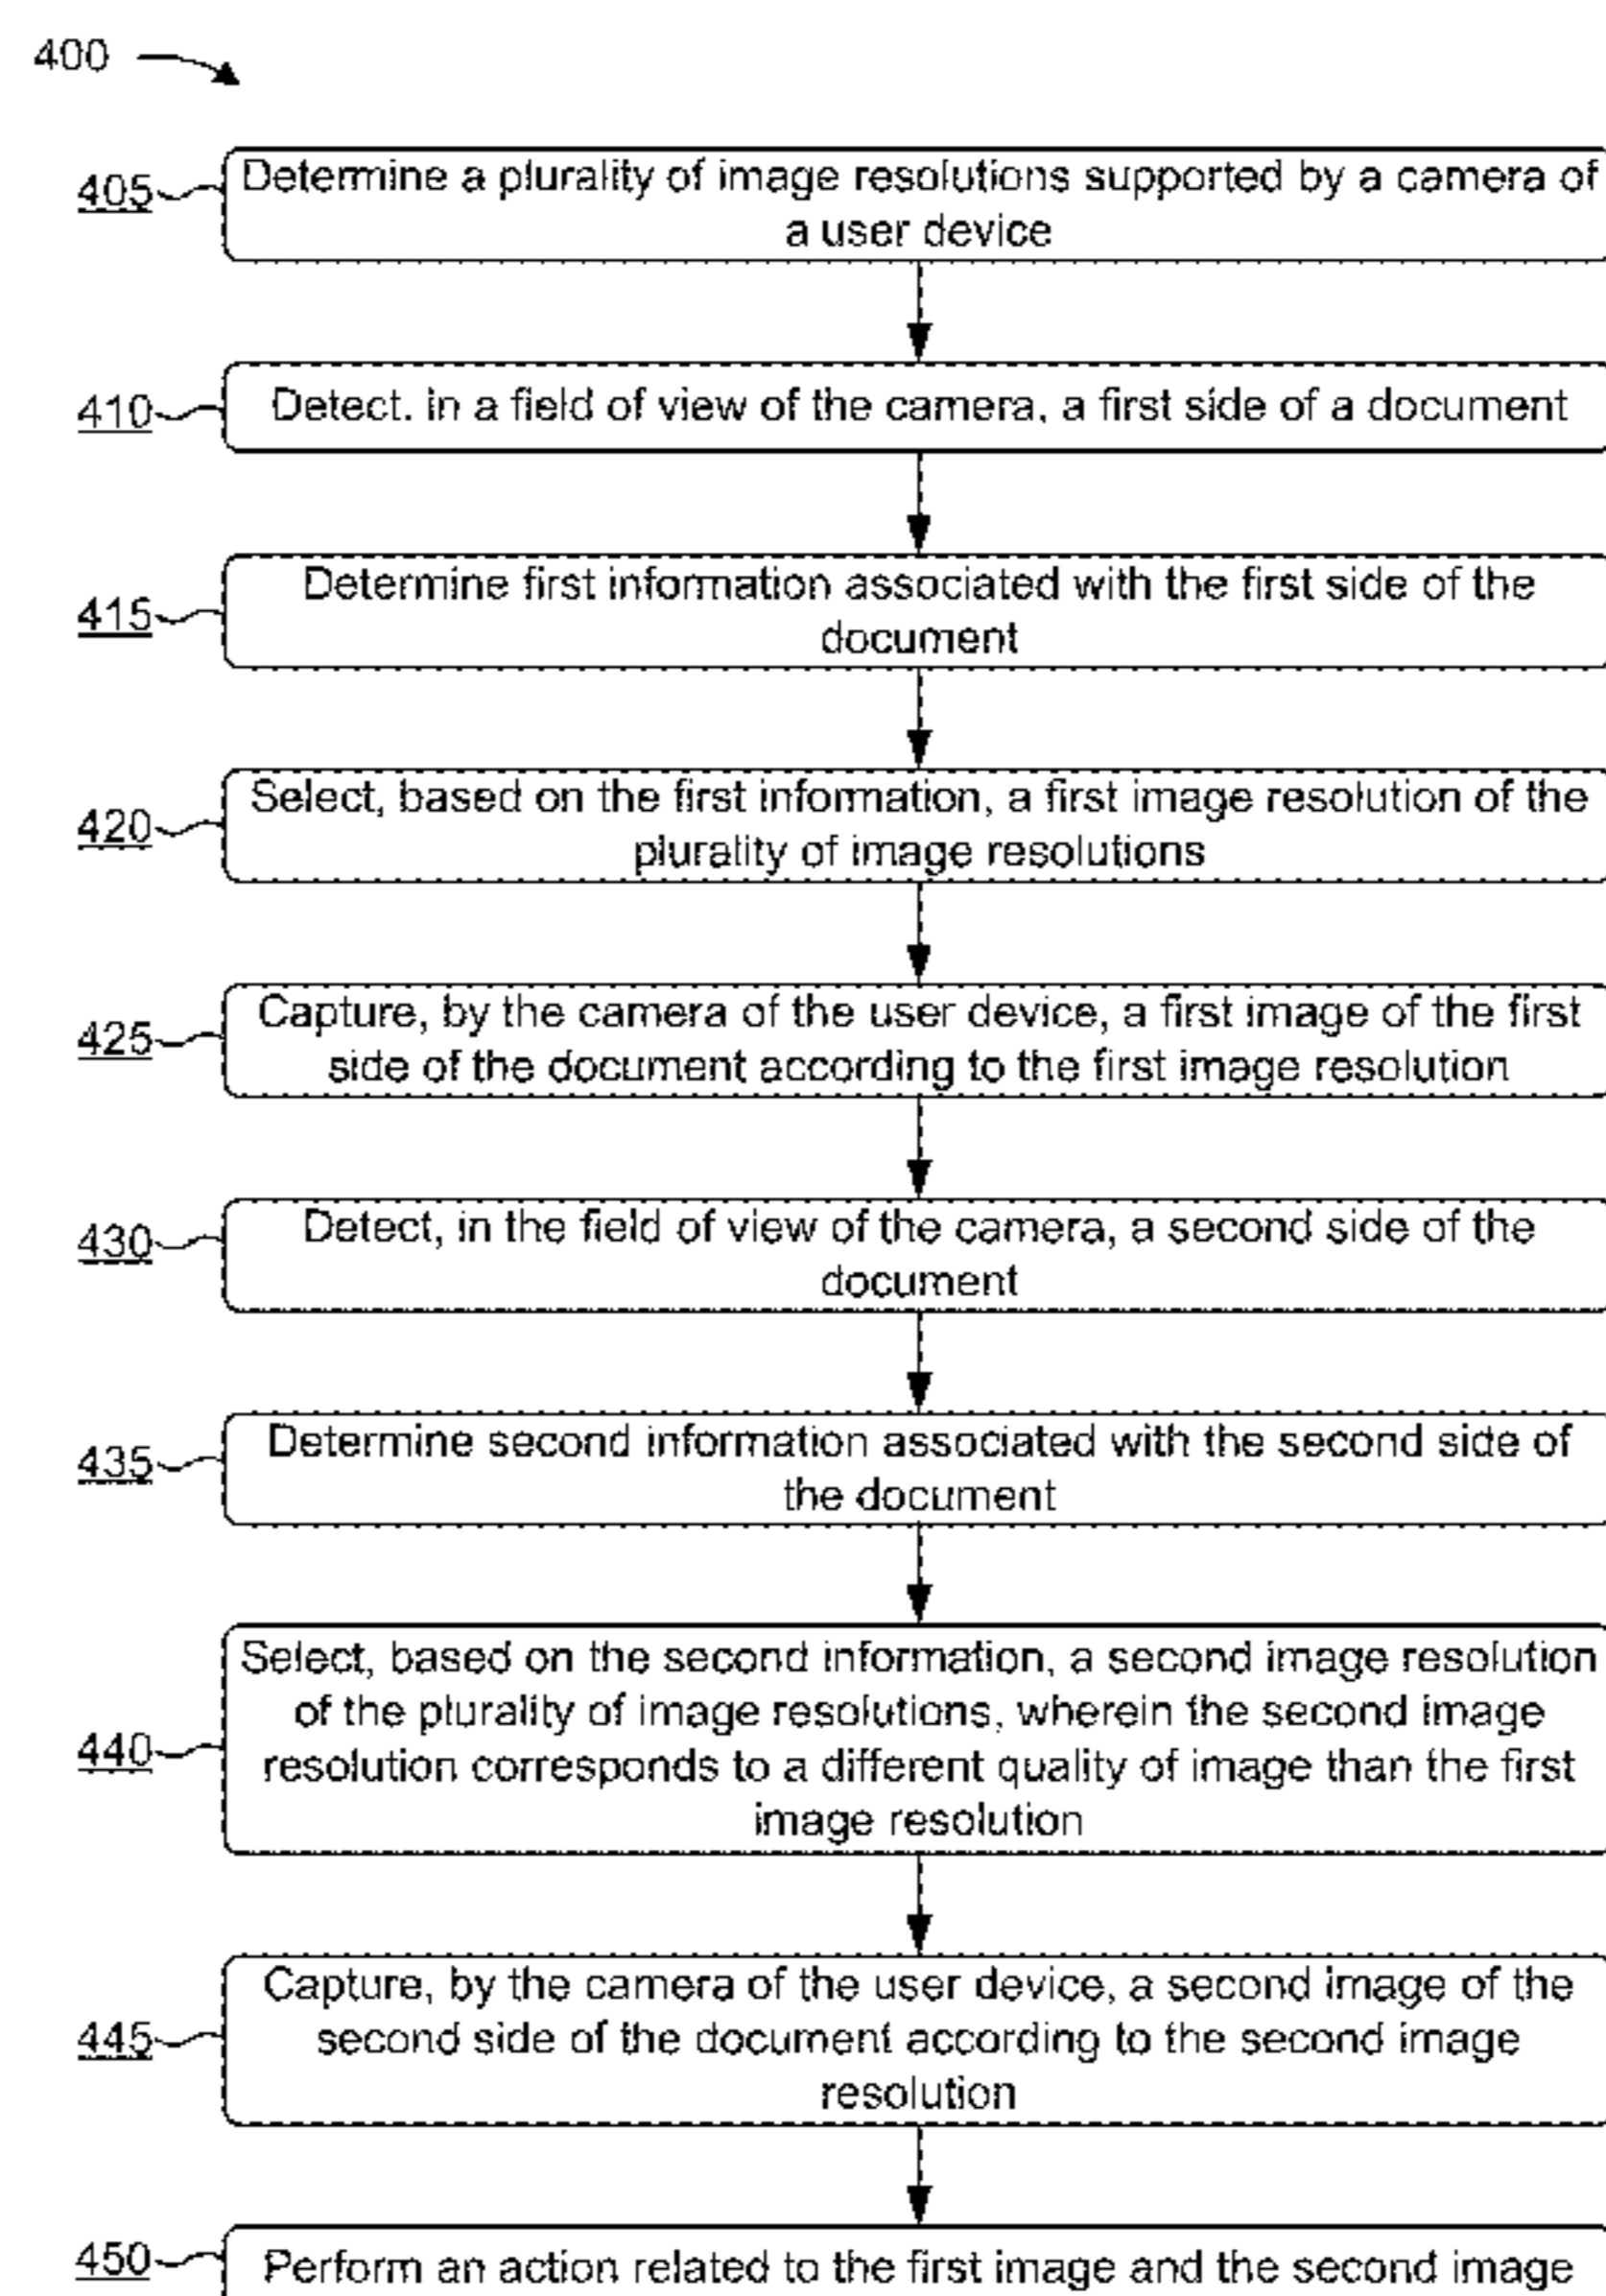 400
405 Determine a plurality of image resolutions supported by a camera of
a user device
410 Detect. in a field of view of the camera, a first side of a document
415 Determine first information associated with the first side of the
document
420 Select, based on the first information, a first image resolution of the
plurality of image resolutions
425 Capture, by the camera of the user device, a first image of the first
side of the document according to the first image resolution
430 Detect, in the field of view of the camera, a second side of the
document
435 Determine second information associated with the second side of
the document
440 Select, based on the second information, a second image resolution
of the plurality of image resolutions, wherein the second image
resolution corresponds to a different quality of image than the first
image resolution
445 Capture, by the camera of the user device, a second image of the
second side of the document according to the second image
resolution
450 Perform an action related to the first image and the second image